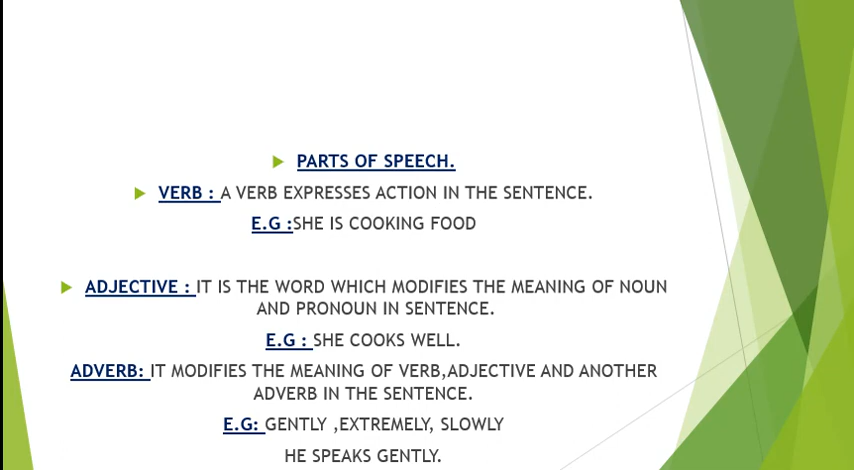 PARTS OF SPEECH.
VERB : A VERB EXPRESSES ACTION IN THE SENTENCE.
E.G :SHE IS COOKING FOOD
ADJECTIVE : IT IS THE WORD WHICH MODIFIES THE MEANING OF NOUN
AND PRONOUN IN SENTENCE.
E.G : SHE COOKS WELL.
ADVERB: IT MODIFIES THE MEANING OF VERB,ADJECTIVE AND ANOTHER
ADVERB IN THE SENTENCE.
E.G: GENTLY ,EXTREMELY, SLOWLY
HE SPEAKS GENTLY.